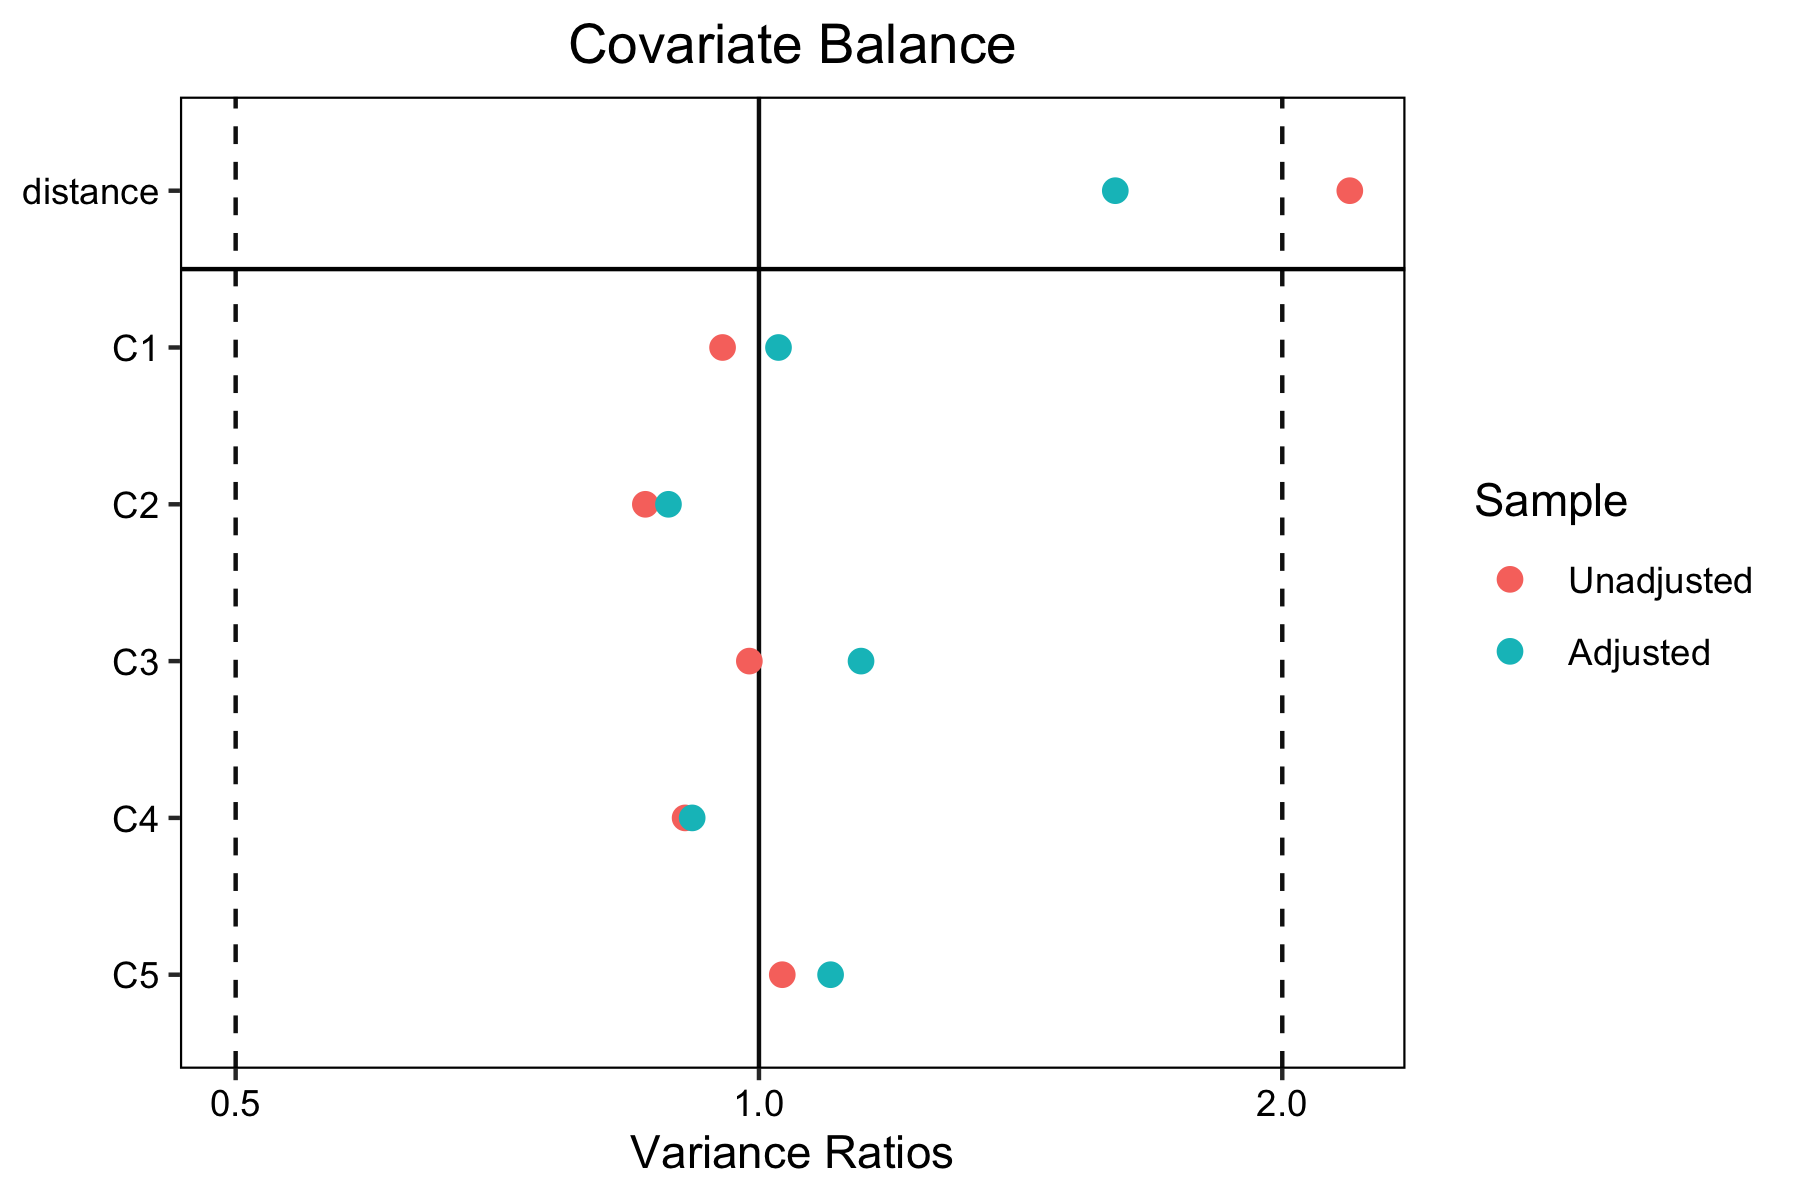 Covariate Balance
distance
C1
C2
C3
C4
C5
0.5
1.0
2.0
Variance Ratios
Sample
Unadjusted
Adjusted